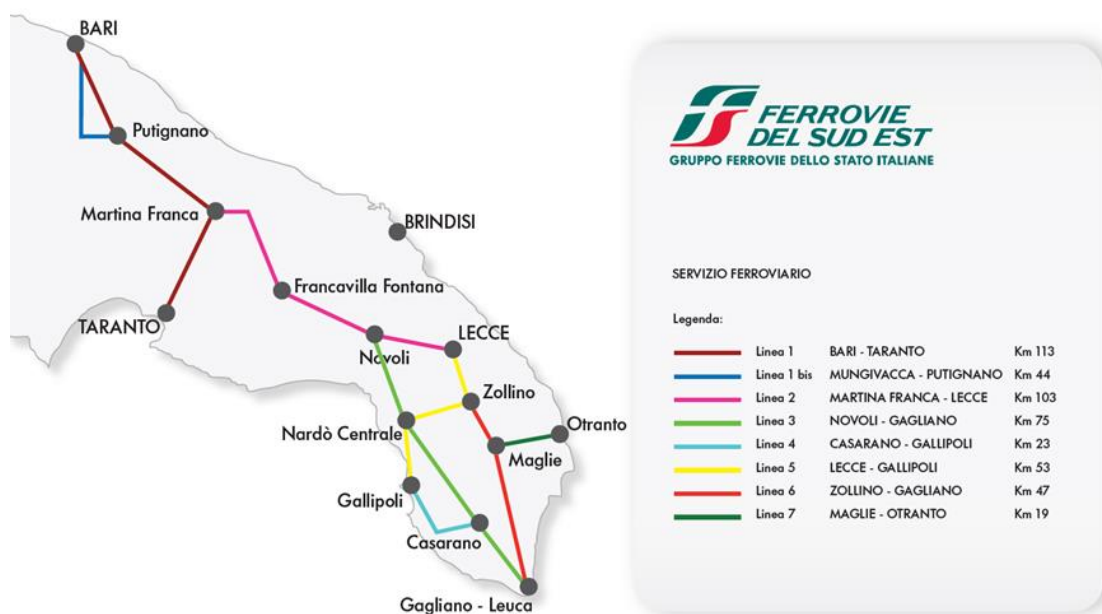 BARI
Putignano
Martina Franca
BRINDISI
Francavilla Fontana
TARANTO
LECCE
Novoli
Zollino
Otranto
Nardò Centrale
Maglie
Gallipoli
Casarano
Gagliano - Leuca
FERROVIE
DEL SUD EST
GRUPPO FERROVIE DELLO STATO ITALIANE
SERVIZIO FERROVIARIO
Legenda:
Linea 1 BARI - TARANTO Km 113
Linea 1 bis MUNGIVACCA - PUTIGNANO Km 44
Linea 2 MARTINA FRANCA - LECCE Km 103
Linea 3 NOVOLI - GAGLIANO Km 75
Linea 4 CASARANO - GALLIPOLI Km 23
Linea 5 LECCE - GALLIPOLI Km 53
Linea 6 ZOLLINO - GAGLIANO Km 47
Linea 7 MAGLIE - OTRANTO Km 19